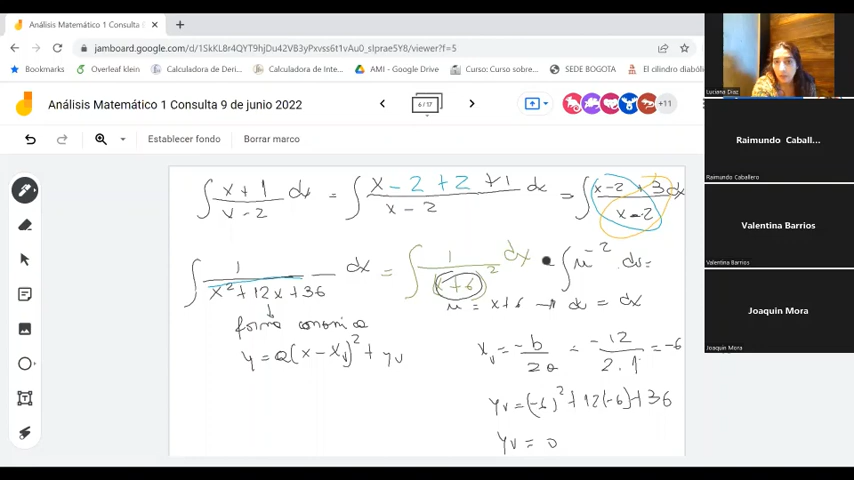 Análisis Matemático 1 Consulta
jamboard.google.com/d/1SkKL8r4QYT9hjDu42VB3yPxvss6t1vAu0_slprae5Y8/viewer?f=5
Bookmarks Overleaf klein Calculadora de Deri... Calculadora de Inte... AMI - Google Drive Curso: Curso sobre... SEDE BOGOTA El cilindro diaból
Análisis Matemático 1 Consulta 9 de junio 2022
6/17
+11
Establecer fondo Borrar marco
∫ x+1 / x-2 dx = ∫ x-2+2+1 / x-2 dx = ∫ x-2+3 / x-2 dx
∫ 1 / x²+12x+36 dx = ∫ 1 / (x+6)² dx • ∫ u⁻² . du =
u = x+6 → du = dx
forma canonica
y = a(x-xv)² + yv
xv = -b / 2a = -12 / 2.1 = -6
yv = (-6)² + 12(-6) + 36
yv = 0
Luciana Diaz
Raimundo Caball...
Raimundo Caballero
Valentina Barrios
Valentina Barrios
Joaquin Mora
Joaquin Mora